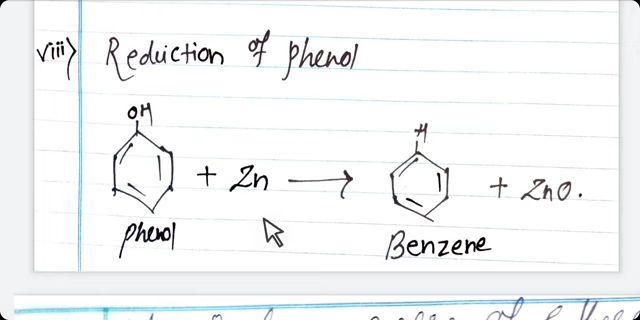 viii) Reduction of phenol
OH
H
+ Zn → + ZnO.
phenol
Benzene